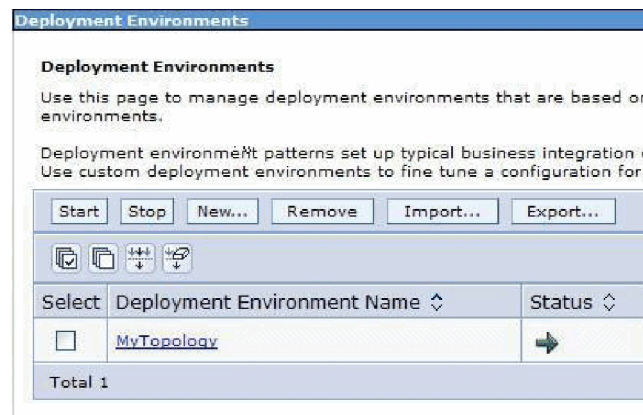 Deployment Environments
Deployment Environments
Use this page to manage deployment environments that are based or
environments.
Deployment environment patterns set up typical business integration
Use custom deployment environments to fine tune a configuration for
Start Stop New... Remove Import... Export...
Select Deployment Environment Name Status
MyTopology
Total 1